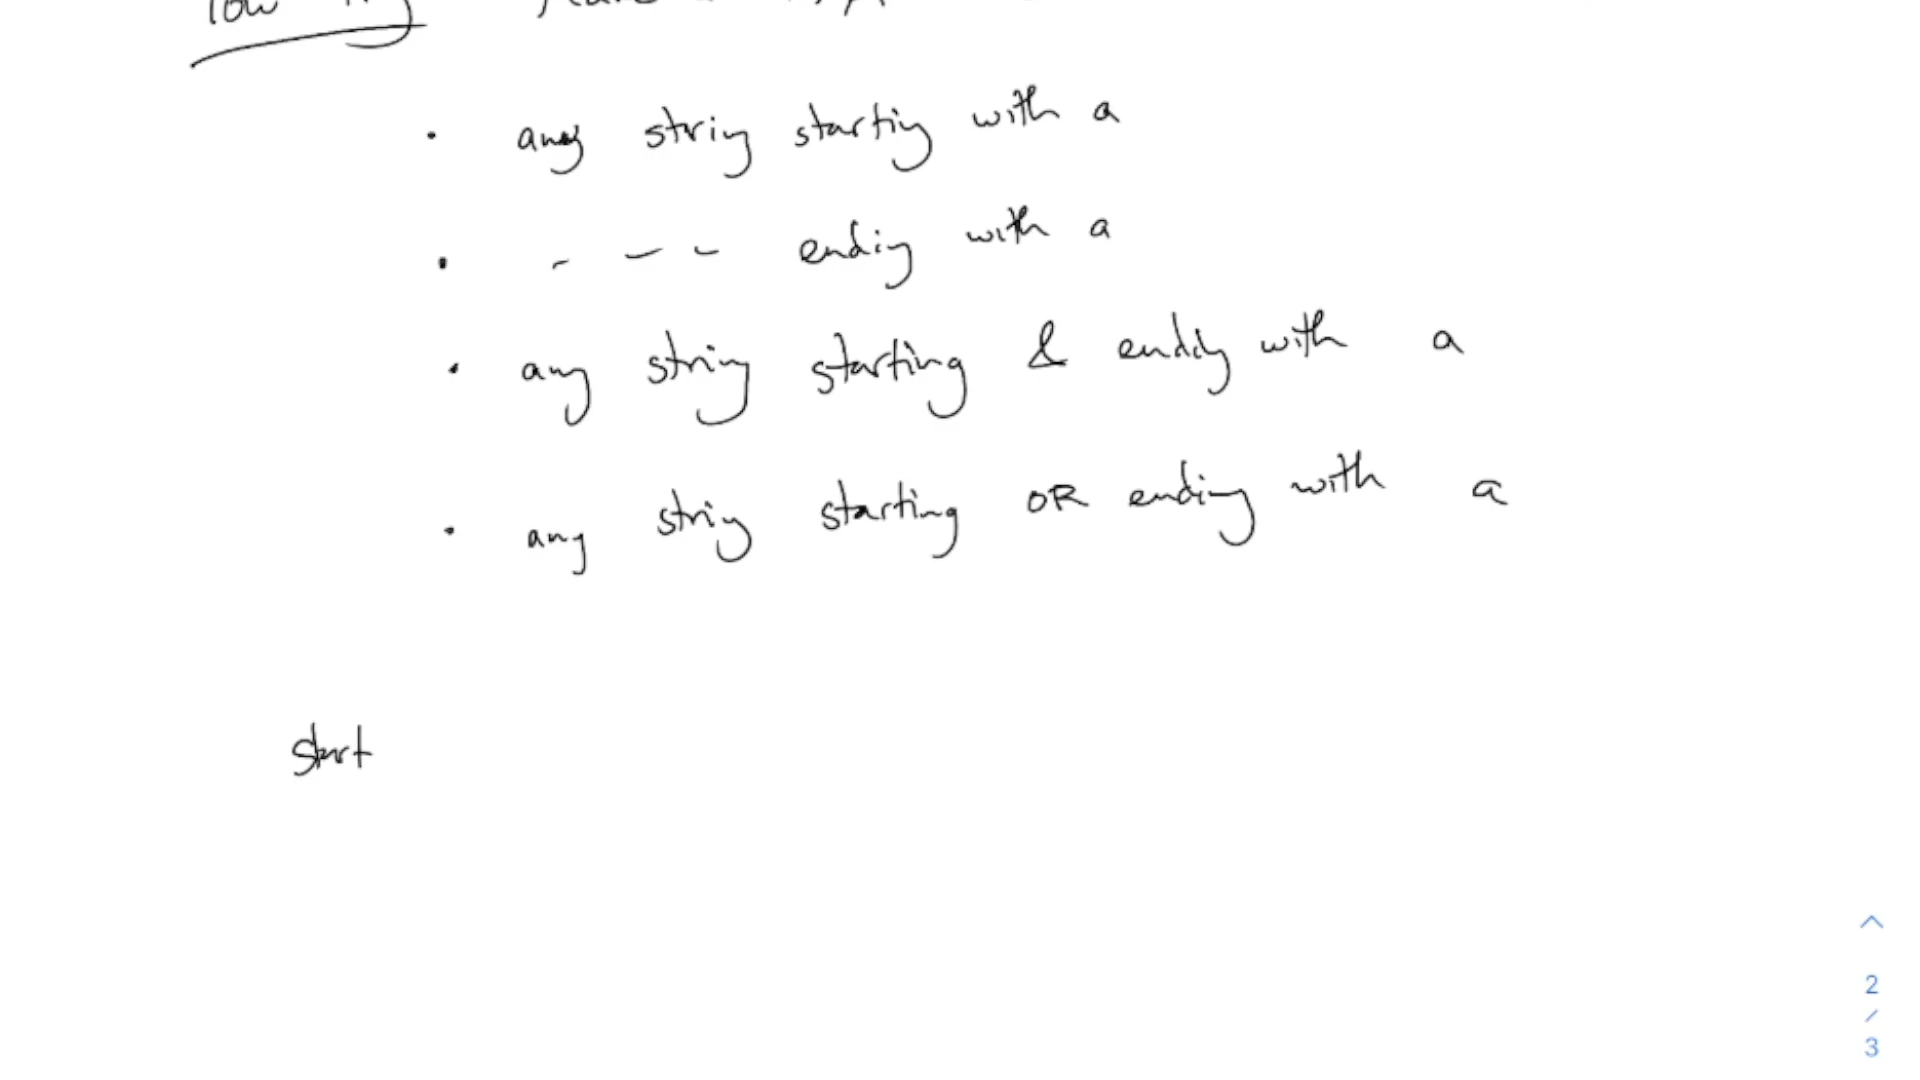 • any string starting with a
• - - - ending with a
• any string starting & ending with a
• any string starting OR ending with a
start
2
/
3